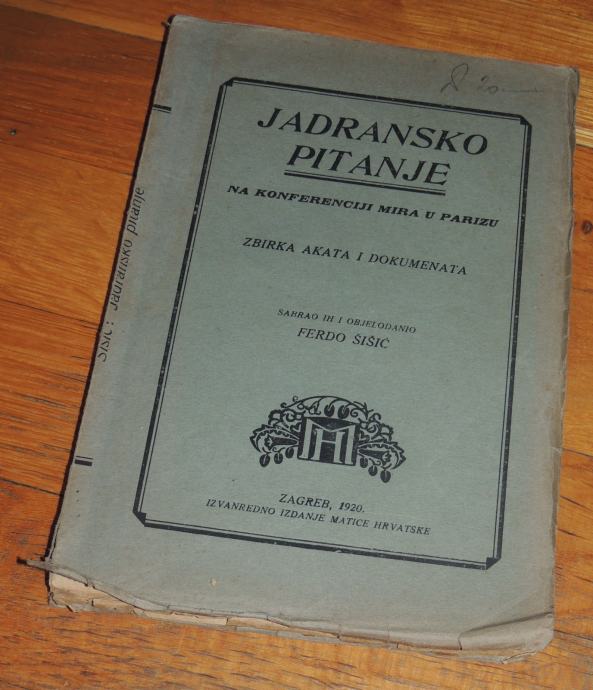 JADRANSKO
PITANJE
NA KONFERENCIJI MIRA U PARIZU
ZBIRKA AKATA I DOKUMENATA
SABRAO IH I OBJELODANIO
FERDO ŠIŠIĆ
MH
ZAGREB, 1920.
IZVANREDNO IZDANJE MATICE HRVATSKE
Šišić: Jadransko pitanje